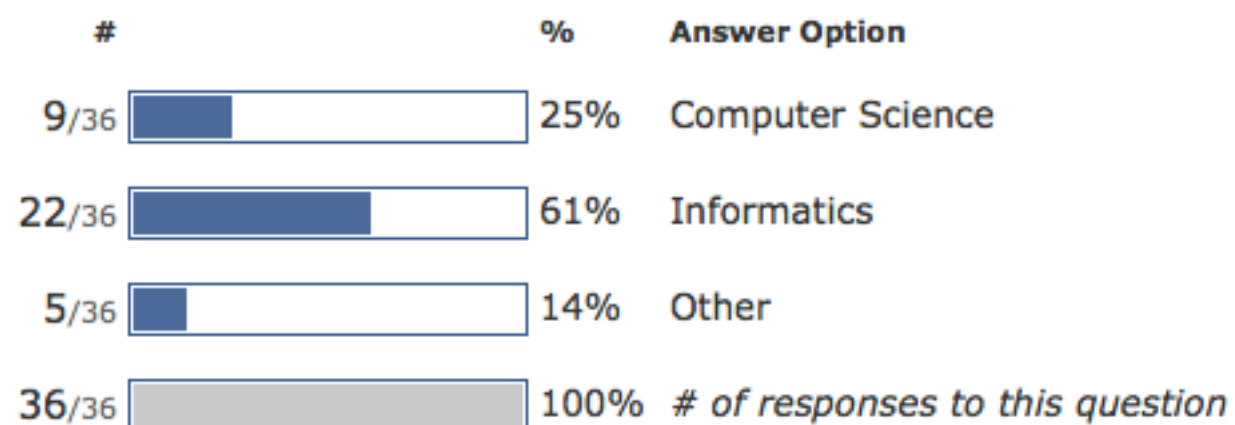 # % Answer Option
9/36 25% Computer Science
22/36 61% Informatics
5/36 14% Other
36/36 100% # of responses to this question